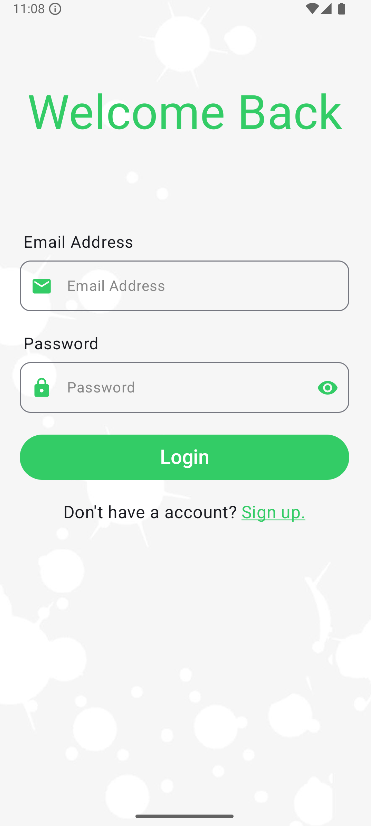 11:08
Welcome Back
Email Address
Email Address
Password
Password
Login
Don't have a account? Sign up.